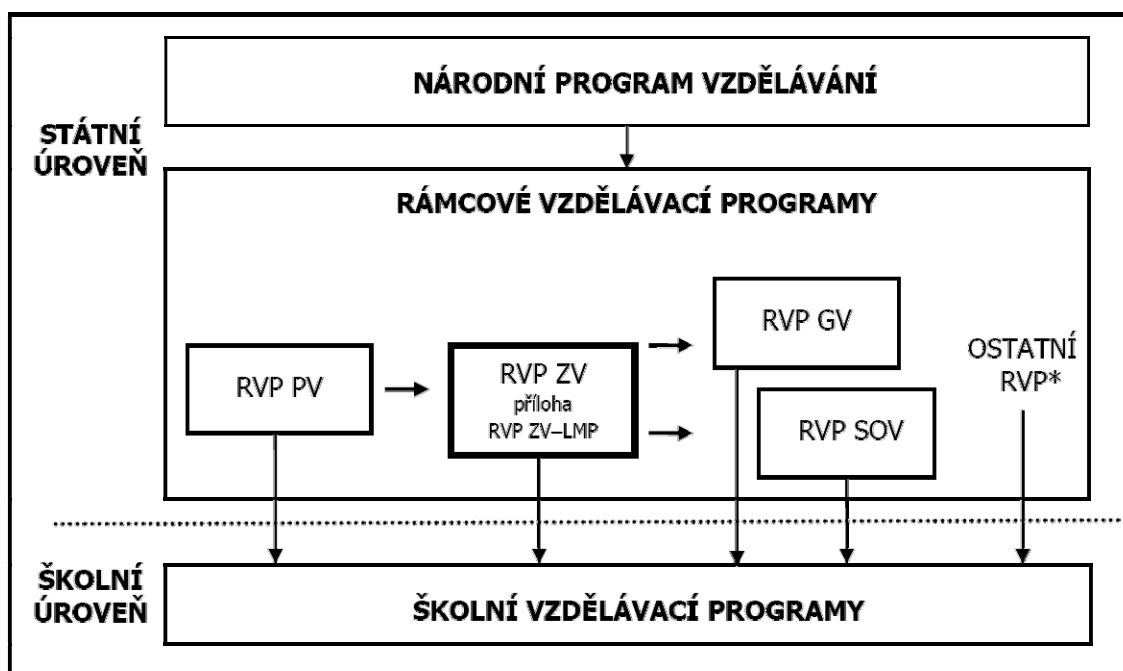 NÁRODNÍ PROGRAM VZDĚLÁVÁNÍ
STÁTNÍ
ÚROVEŇ
RÁMCOVÉ VZDĚLÁVACÍ PROGRAMY
RVP PV
RVP ZV
příloha
RVP ZV–LMP
RVP GV
RVP SOV
OSTATNÍ
RVP*
ŠKOLNÍ
ÚROVEŇ
ŠKOLNÍ VZDĚLÁVACÍ PROGRAMY